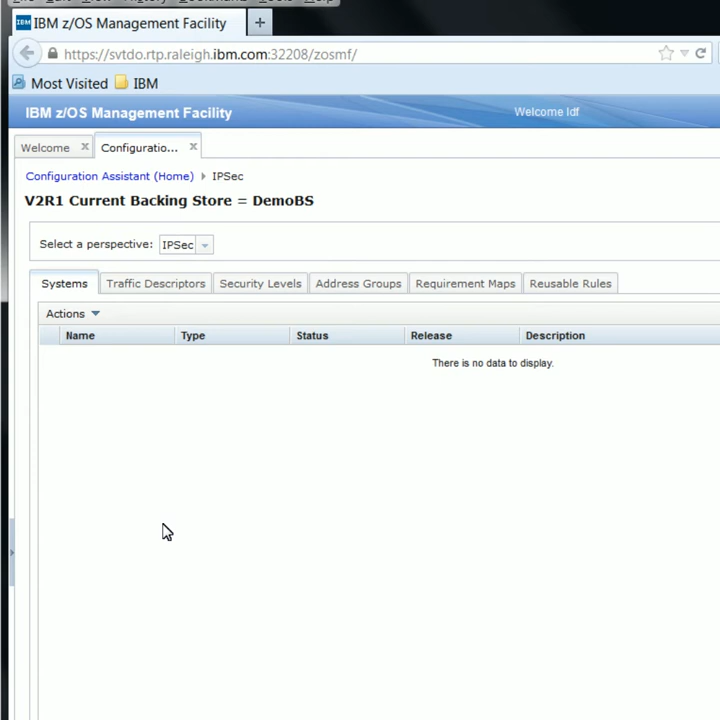 IBM z/OS Management Facility +
https://svtdo.rtp.raleigh.ibm.com:32208/zosmf/
Most Visited IBM
IBM z/OS Management Facility Welcome ldf
Welcome x Configuratio... x
Configuration Assistant (Home) IPSec
V2R1 Current Backing Store = DemoBS
Select a perspective: IPSec
Systems Traffic Descriptors Security Levels Address Groups Requirement Maps Reusable Rules
Actions
Name Type Status Release Description
There is no data to display.